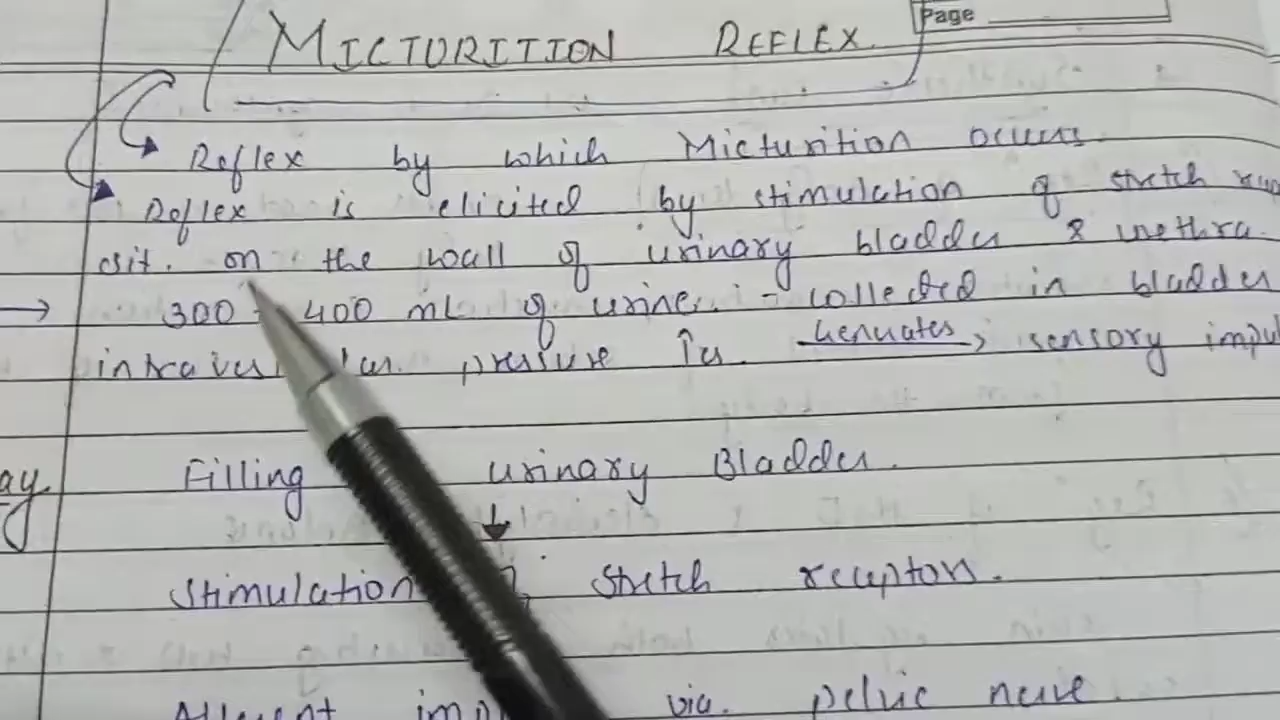 Page
MICTURITION REFLEX
Reflex by which Micturition occurs.
Reflex is elicited by stimulation of stretch
on the wall of urinary bladder & urethra.
300 - 400 mL of urine :- collected in bladder
pressure ↑es. generates → sensory
Filling urinary Bladder.
↓
Stimulation stretch receptors.
Afferent via. pelvic nerve.